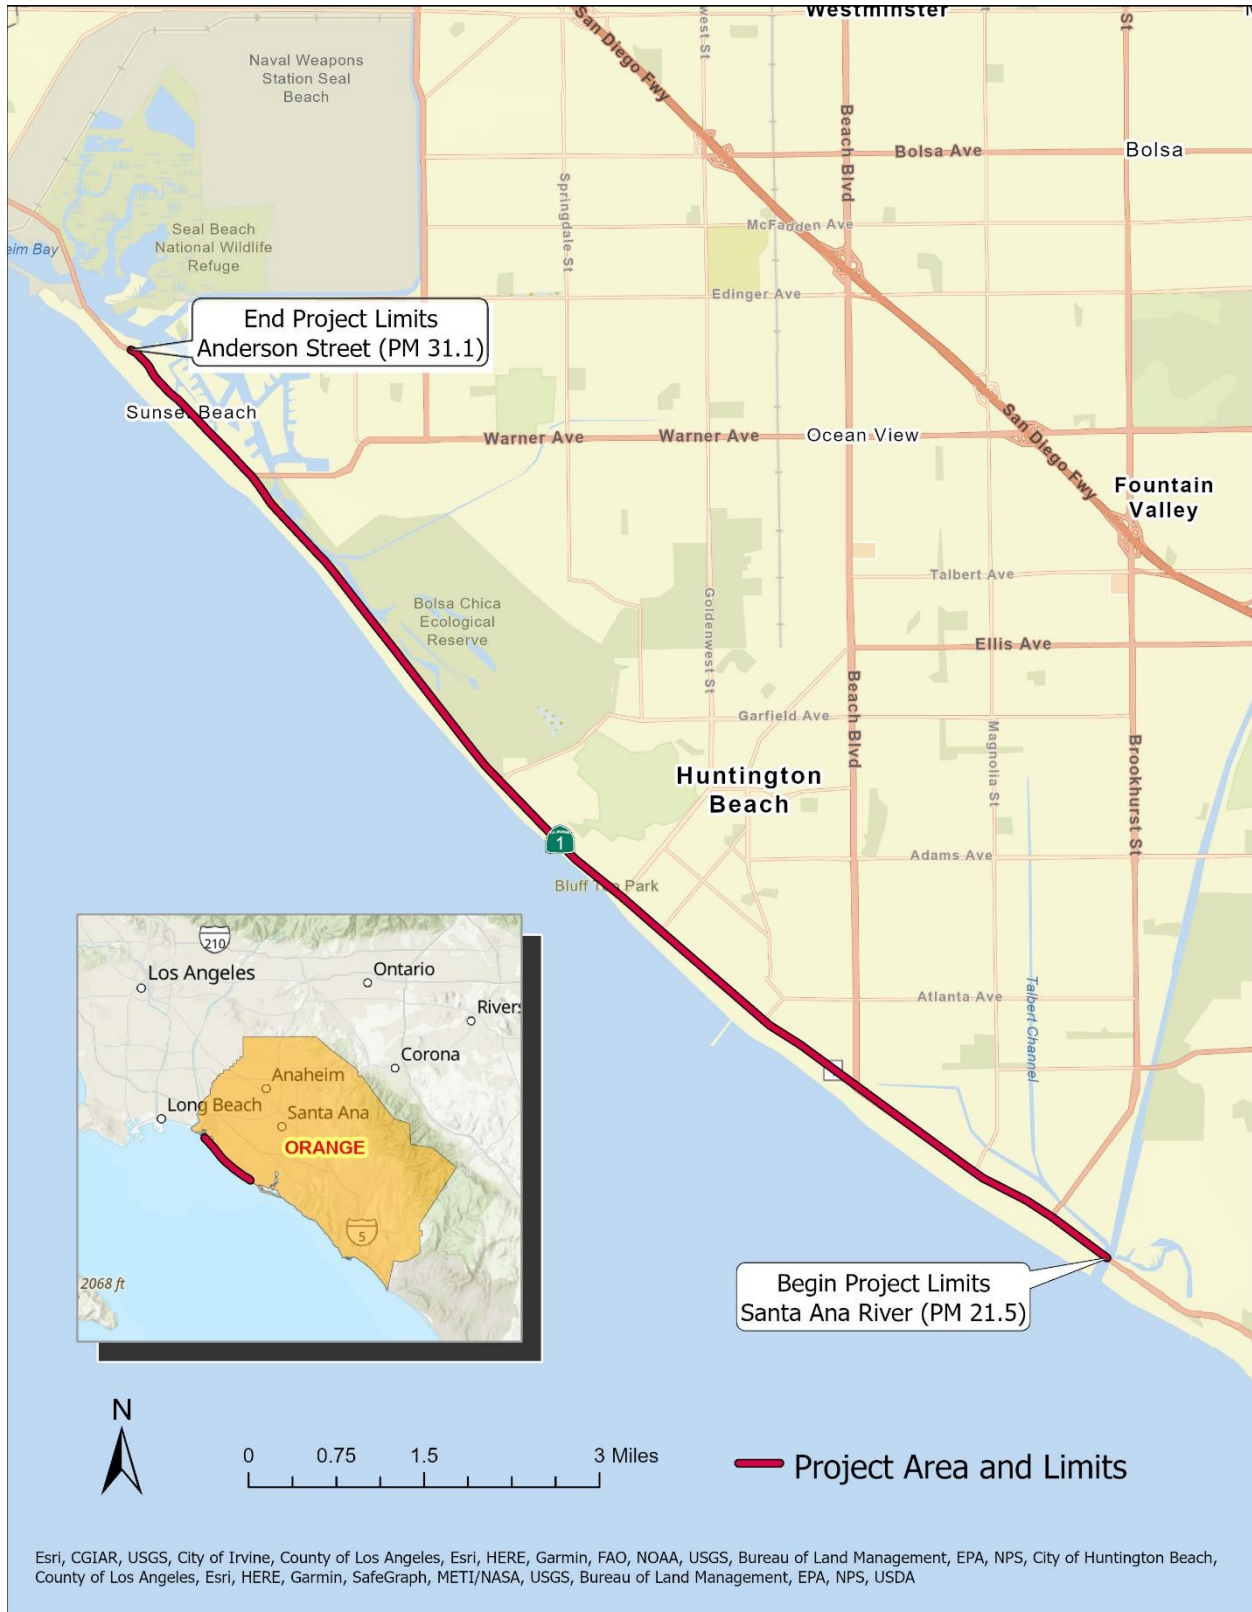 Westminster
St
San Diego Fwy
west St
Naval Weapons
Station Seal
Beach
Beach Blvd
Bolsa Ave
Bolsa
Springdale St
McFadden Ave
Seal Beach
National Wildlife
Refuge
eim Bay
Edinger Ave
End Project Limits
Anderson Street (PM 31.1)
Sunset Beach
Warner Ave
Warner Ave
Ocean View
San Diego Fwy
Fountain
Valley
Talbert Ave
Bolsa Chica
Ecological
Reserve
Goldenwest St
Ellis Ave
Beach Blvd
Garfield Ave
Magnolia St
Brookhurst St
Huntington
Beach
1
Adams Ave
Bluff Top Park
Atlanta Ave
Talbert Channel
210
Los Angeles
Ontario
Rivers
Corona
Anaheim
Long Beach
Santa Ana
ORANGE
5
2068 ft
Begin Project Limits
Santa Ana River (PM 21.5)
N
0 0.75 1.5 3 Miles
Project Area and Limits
Esri, CGIAR, USGS, City of Irvine, County of Los Angeles, Esri, HERE, Garmin, FAO, NOAA, USGS, Bureau of Land Management, EPA, NPS, City of Huntington Beach,
County of Los Angeles, Esri, HERE, Garmin, SafeGraph, METI/NASA, USGS, Bureau of Land Management, EPA, NPS, USDA